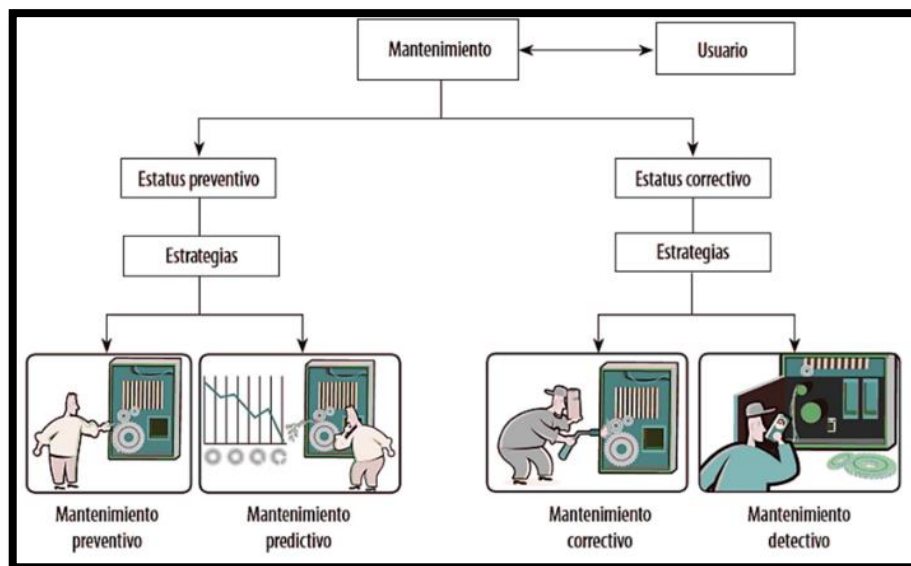 Mantenimiento
Usuario
Estatus preventivo
Estatus correctivo
Estrategias
Estrategias
Mantenimiento
preventivo
Mantenimiento
predictivo
Mantenimiento
correctivo
Mantenimiento
detectivo